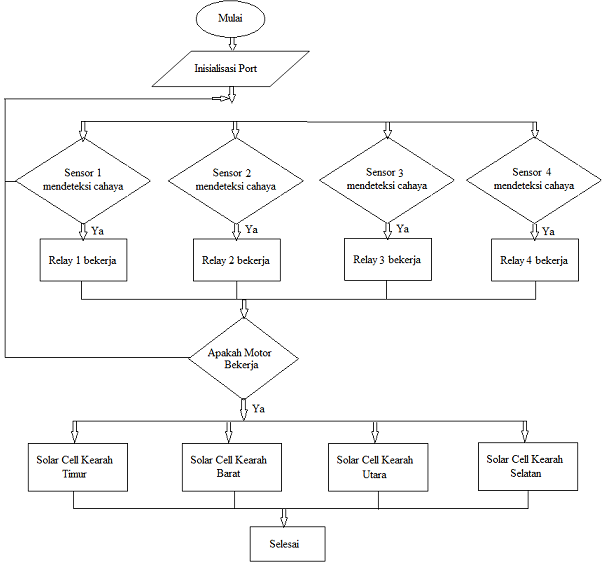 Mulai
Inisialisasi Port
Sensor 1
mendeteksi cahaya
Sensor 2
mendeteksi cahaya
Sensor 3
mendeteksi cahaya
Sensor 4
mendeteksi cahaya
Ya
Ya
Ya
Ya
Relay 1 bekerja
Relay 2 bekerja
Relay 3 bekerja
Relay 4 bekerja
Apakah Motor
Bekerja
Ya
Solar Cell Kearah
Timur
Solar Cell Kearah
Barat
Solar Cell Kearah
Utara
Solar Cell Kearah
Selatan
Selesai